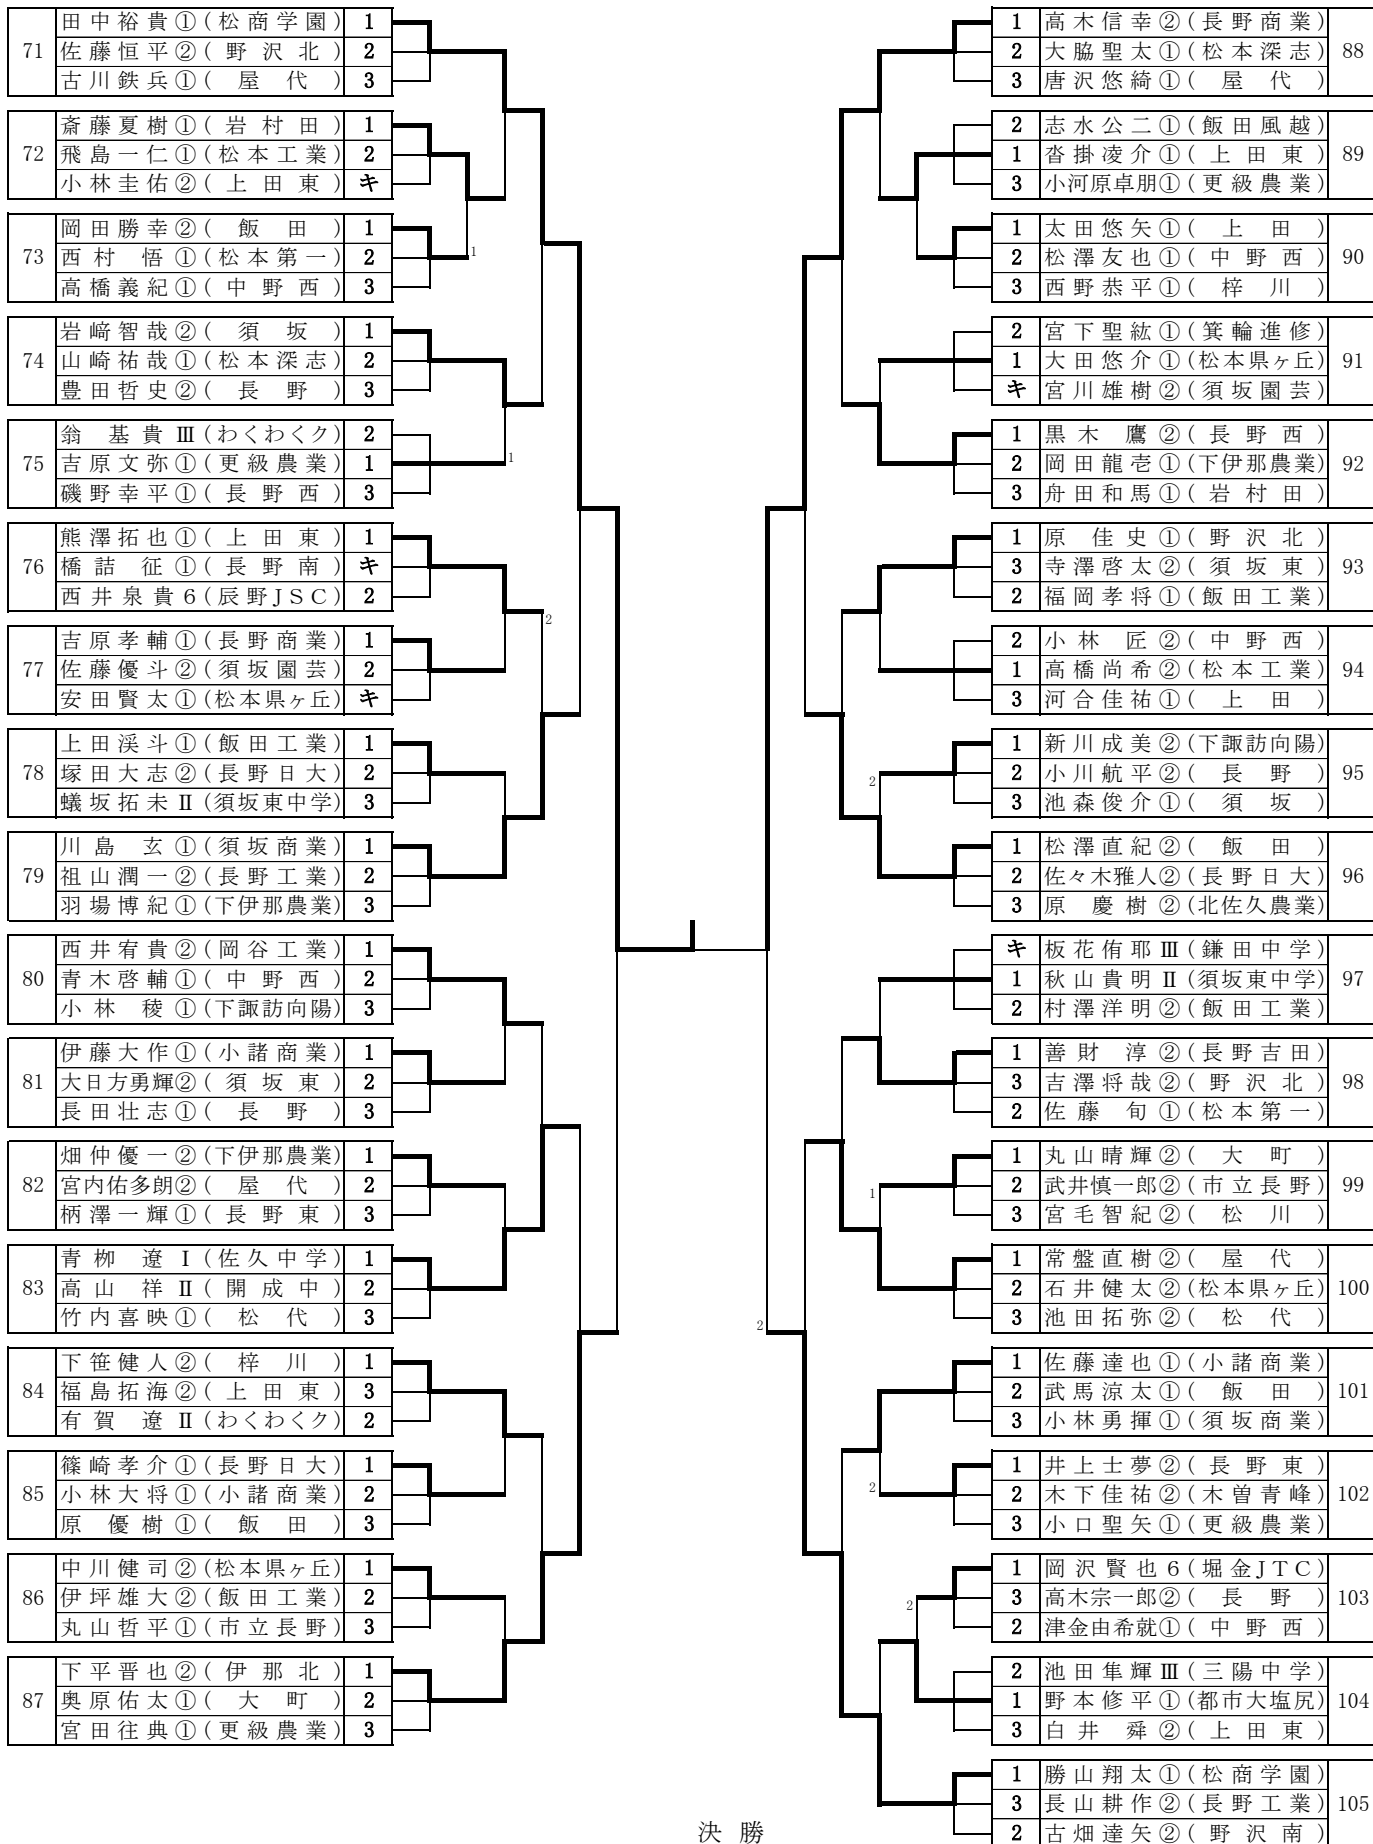 71
田中裕貴①(松商学園) 1
佐藤恒平②(野沢北) 2
古川鉄兵①(屋代) 3
72
斎藤夏樹①(岩村田) 1
飛島一仁①(松本工業) 2
小林圭佑②(上田東) キ
73
岡田勝幸②(飯田) 1
西村悟①(松本第一) 2
高橋義紀①(中野西) 3
1
74
岩﨑智哉②(須坂) 1
山崎祐哉①(松本深志) 2
豊田哲史②(長野) 3
75
翁基貴Ⅲ(わくわくク) 2
吉原文弥①(更級農業) 1
磯野幸平①(長野西) 3
1
76
熊澤拓也①(上田東) 1
橋詰征①(長野南) キ
西井泉貴6(辰野JSC) 2
2
77
吉原孝輔①(長野商業) 1
佐藤優斗②(須坂園芸) 2
安田賢太①(松本県ヶ丘) キ
78
上田渓斗①(飯田工業) 1
塚田大志②(長野日大) 2
蟻坂拓未Ⅱ(須坂東中学) 3
79
川島玄①(須坂商業) 1
祖山潤一②(長野工業) 2
羽場博紀①(下伊那農業) 3
80
西井宥貴②(岡谷工業) 1
青木啓輔①(中野西) 2
小林稜①(下諏訪向陽) 3
81
伊藤大作①(小諸商業) 1
大日方勇輝②(須坂東) 2
長田壮志①(長野) 3
82
畑仲優一②(下伊那農業) 1
宮内佑多朗②(屋代) 2
柄澤一輝①(長野東) 3
83
青栁遼Ⅰ(佐久中学) 1
高山祥Ⅱ(開成中) 2
竹内喜映①(松代) 3
84
下笹健人②(梓川) 1
福島拓海②(上田東) 3
有賀遼Ⅱ(わくわくク) 2
85
篠崎孝介①(長野日大) 1
小林大将①(小諸商業) 2
原優樹①(飯田) 3
86
中川健司②(松本県ヶ丘) 1
伊坪雄大②(飯田工業) 2
丸山哲平①(市立長野) 3
87
下平晋也②(伊那北) 1
奥原佑太①(大町) 2
宮田往典①(更級農業) 3
1 高木信幸②(長野商業)
2 大脇聖太①(松本深志)
3 唐沢悠綺①(屋代)
88
2 志水公二①(飯田風越)
1 沓掛凌介①(上田東)
3 小河原卓朋①(更級農業)
89
1 太田悠矢①(上田)
2 松澤友也①(中野西)
3 西野恭平①(梓川)
90
2 宮下聖紘①(箕輪進修)
1 大田悠介①(松本県ヶ丘)
キ 宮川雄樹②(須坂園芸)
91
1 黒木鷹②(長野西)
2 岡田龍壱①(下伊那農業)
3 舟田和馬①(岩村田)
92
1 原佳史①(野沢北)
3 寺澤啓太②(須坂東)
2 福岡孝将①(飯田工業)
93
2 小林匠②(中野西)
1 高橋尚希②(松本工業)
3 河合佳祐①(上田)
94
1 新川成美②(下諏訪向陽)
2 小川航平②(長野)
3 池森俊介①(須坂)
95
2
1 松澤直紀②(飯田)
2 佐々木雅人②(長野日大)
3 原慶樹②(北佐久農業)
96
キ 板花侑耶Ⅲ(鎌田中学)
1 秋山貴明Ⅱ(須坂東中学)
2 村澤洋明②(飯田工業)
97
1 善財淳②(長野吉田)
3 吉澤将哉②(野沢北)
2 佐藤旬①(松本第一)
98
1 丸山晴輝②(大町)
2 武井慎一郎②(市立長野)
3 宮毛智紀②(松川)
99
1
1 常盤直樹②(屋代)
2 石井健太②(松本県ヶ丘)
3 池田拓弥②(松代)
100
2
1 佐藤達也①(小諸商業)
2 武馬涼太①(飯田)
3 小林勇揮①(須坂商業)
101
1 井上士夢②(長野東)
2 木下佳祐②(木曽青峰)
3 小口聖矢①(更級農業)
102
2
1 岡沢賢也6(堀金JTC)
3 高木宗一郎②(長野)
2 津金由希就①(中野西)
103
2
2 池田隼輝Ⅲ(三陽中学)
1 野本修平①(都市大塩尻)
3 白井舜②(上田東)
104
1 勝山翔太①(松商学園)
3 長山耕作②(長野工業)
2 古畑達矢②(野沢南)
105
決勝